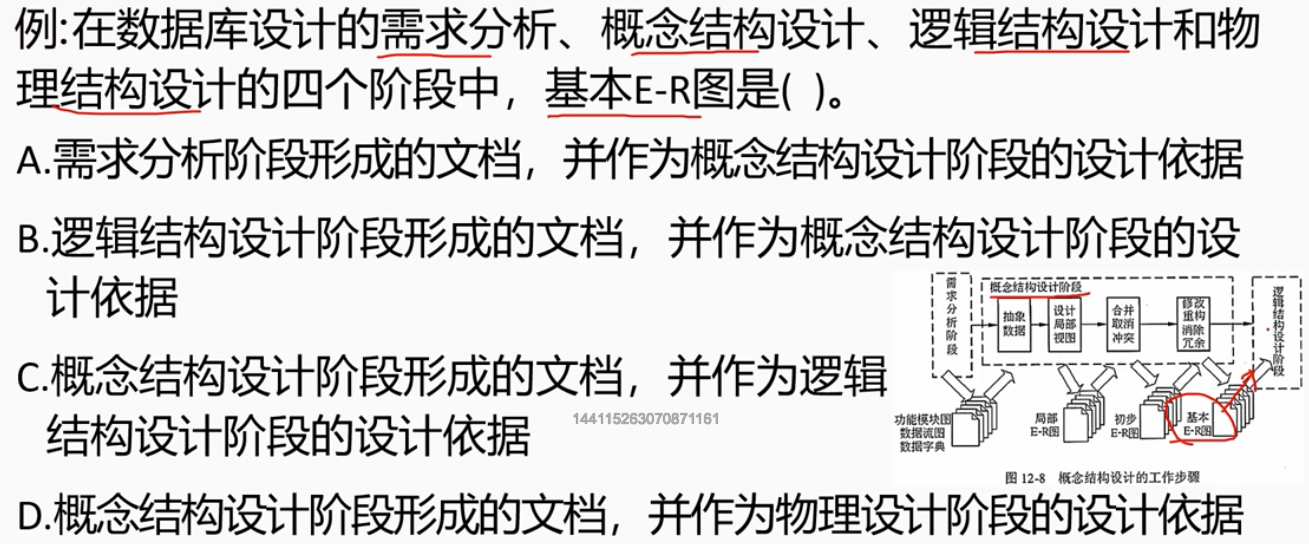 例:在数据库设计的需求分析、概念结构设计、逻辑结构设计和物
理结构设计的四个阶段中，基本E-R图是( )。
A.需求分析阶段形成的文档，并作为概念结构设计阶段的设计依据
B.逻辑结构设计阶段形成的文档，并作为概念结构设计阶段的设
计依据
C.概念结构设计阶段形成的文档，并作为逻辑
结构设计阶段的设计依据
D.概念结构设计阶段形成的文档，并作为物理设计阶段的设计依据
144115263070871161
需求分析阶段
概念结构设计阶段
抽象
数据
设计
局部
视图
合并
取消
冲突
修改
重构
消除
冗余
逻辑结构设计阶段
功能模块图
数据流图
数据字典
局部
E-R图
初步
E-R图
基本
E-R图
图 12-8 概念结构设计的工作步骤